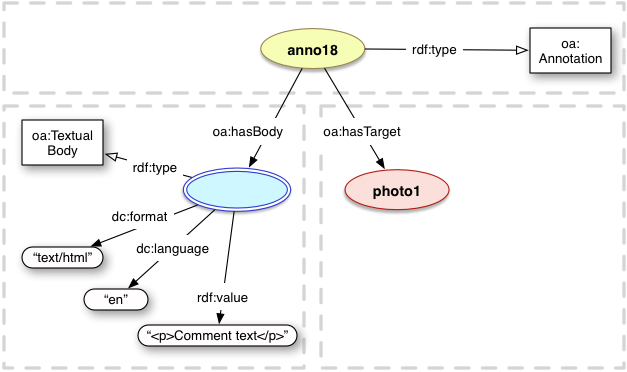 anno18
rdf:type
oa:
Annotation
oa:hasBody
oa:hasTarget
oa:Textual
Body
rdf:type
photo1
dc:format
dc:language
"text/html"
"en"
rdf:value
“<p>Comment text</p>”